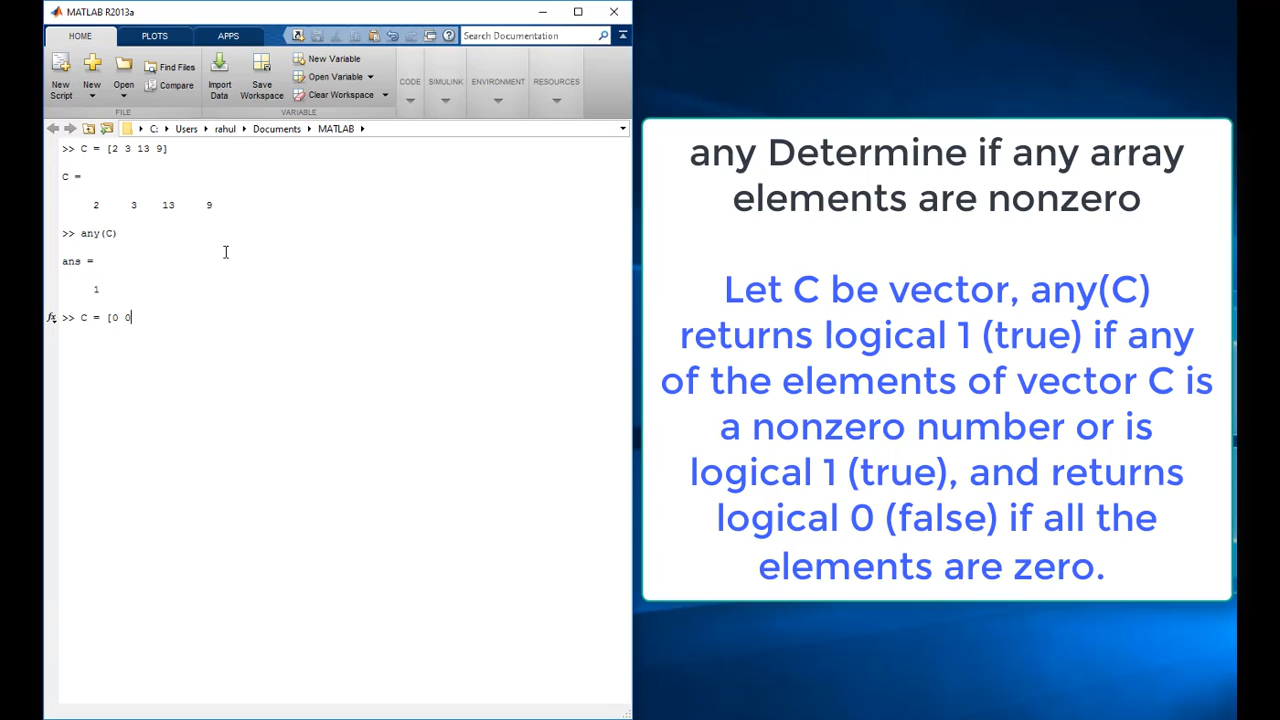 MATLAB R2013a
HOME PLOTS APPS Search Documentation
New Script
New
Open
Find Files
Compare
Import Data
Save Workspace
New Variable
Open Variable
Clear Workspace
CODE
SIMULINK
ENVIRONMENT
RESOURCES
FILE
VARIABLE
C: Users rahul Documents MATLAB
>> C = [2 3 13 9]
C =
2 3 13 9
>> any(C)
ans =
1
fx >> C = [0 0
any Determine if any array
elements are nonzero
Let C be vector, any(C)
returns logical 1 (true) if any
of the elements of vector C is
a nonzero number or is
logical 1 (true), and returns
logical 0 (false) if all the
elements are zero.